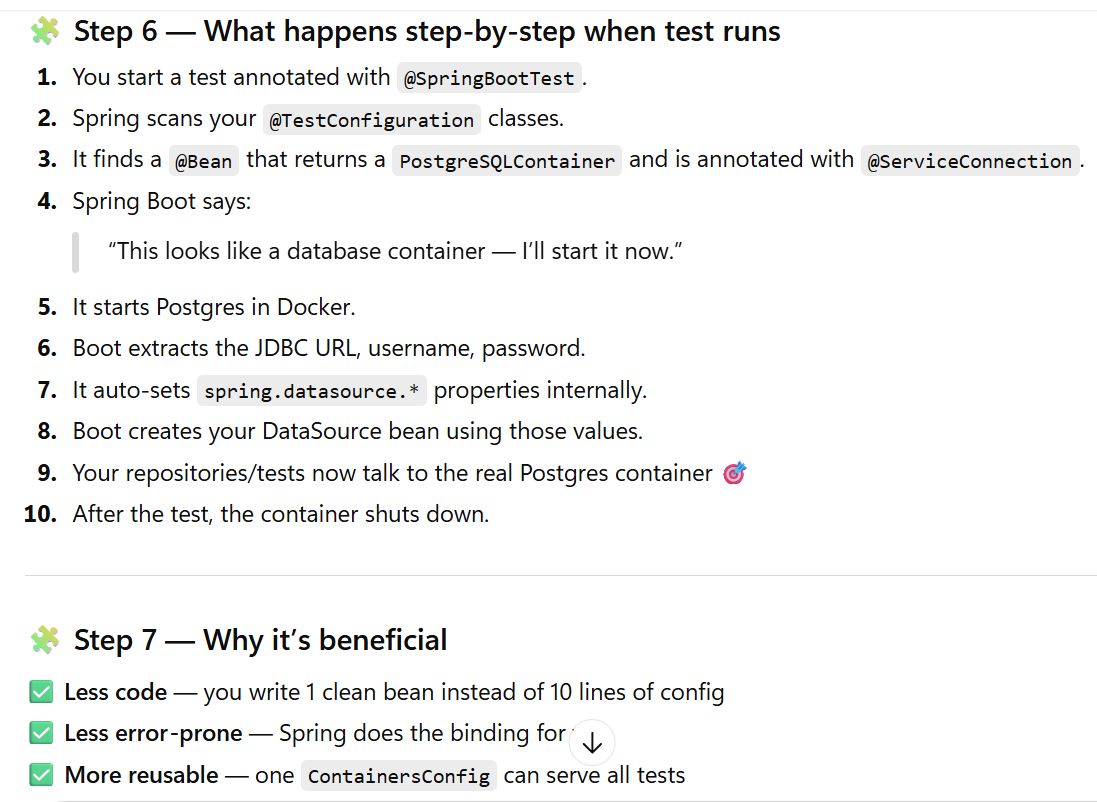 🧩 Step 6 — What happens step-by-step when test runs
1. You start a test annotated with @SpringBootTest.
2. Spring scans your @TestConfiguration classes.
3. It finds a @Bean that returns a PostgreSQLContainer and is annotated with @ServiceConnection.
4. Spring Boot says:
“This looks like a database container — I’ll start it now.”
5. It starts Postgres in Docker.
6. Boot extracts the JDBC URL, username, password.
7. It auto-sets spring.datasource.* properties internally.
8. Boot creates your DataSource bean using those values.
9. Your repositories/tests now talk to the real Postgres container 🎯
10. After the test, the container shuts down.
🧩 Step 7 — Why it’s beneficial
✅ Less code — you write 1 clean bean instead of 10 lines of config
✅ Less error-prone — Spring does the binding for
✅ More reusable — one ContainersConfig can serve all tests